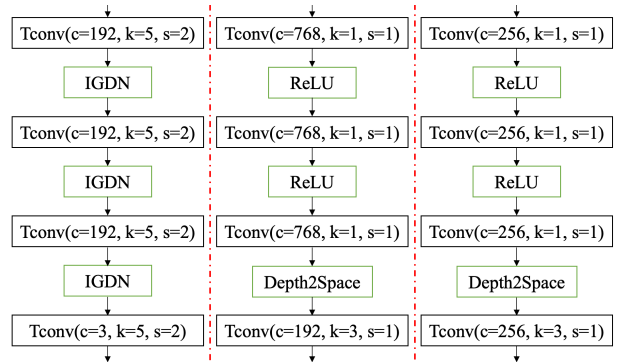 Tconv(c=192, k=5, s=2)
IGDN
Tconv(c=192, k=5, s=2)
IGDN
Tconv(c=192, k=5, s=2)
IGDN
Tconv(c=3, k=5, s=2)
Tconv(c=768, k=1, s=1)
ReLU
Tconv(c=768, k=1, s=1)
ReLU
Tconv(c=768, k=1, s=1)
Depth2Space
Tconv(c=192, k=3, s=1)
Tconv(c=256, k=1, s=1)
ReLU
Tconv(c=256, k=1, s=1)
ReLU
Tconv(c=256, k=1, s=1)
Depth2Space
Tconv(c=256, k=3, s=1)